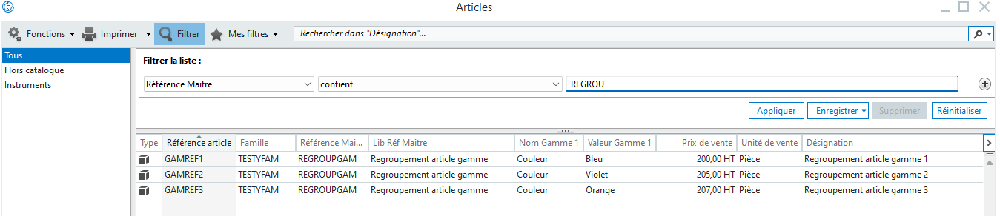 Articles
Fonctions Imprimer Filtrer Mes filtres Rechercher dans "Désignation"...
Tous
Hors catalogue
Instruments
Filtrer la liste :
Référence Maitre contient REGROU
Appliquer Enregistrer Supprimer Réinitialiser
Type Référence article Famille Référence Mai... Lib Réf Maitre Nom Gamme 1 Valeur Gamme 1 Prix de vente Unité de vente Désignation
GAMREF1 TESTYFAM REGROUPGAM Regroupement article gamme Couleur Bleu 200,00 HT Pièce Regroupement article gamme 1
GAMREF2 TESTYFAM REGROUPGAM Regroupement article gamme Couleur Violet 205,00 HT Pièce Regroupement article gamme 2
GAMREF3 TESTYFAM REGROUPGAM Regroupement article gamme Couleur Orange 207,00 HT Pièce Regroupement article gamme 3